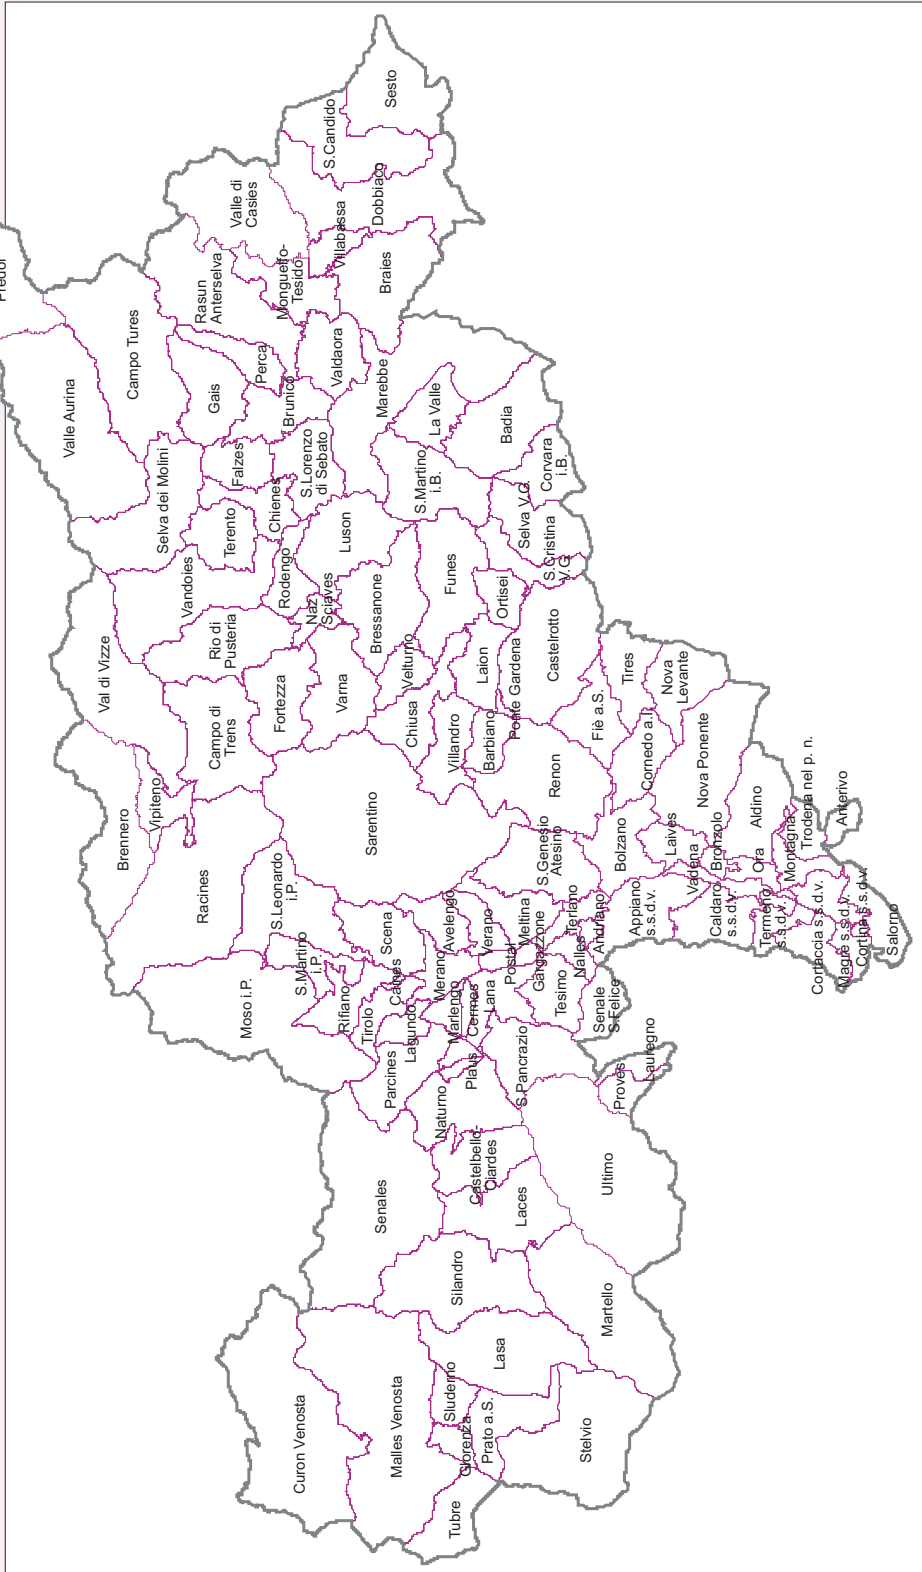 Predoi
Valle Aurina
Campo Tures
Selva dei Molini
Rasun
Anterselva
Valle di
Casies
Monguelfo-
Tesido
S.Candido
Sesto
Dobbiaco
Villabassa
Braies
Gais
Perca
Brunico
Falzes
Chienes
S.Lorenzo
di Sebato
Valdaora
Marebbe
La Valle
Badia
S.Martino
i.B.
Corvara
i.B.
Selva V.G.
S.Cristina
V.G.
Ortisei
Val di Vizze
Vandoies
Terento
Rodengo
Luson
Rio di
Pusteria
Naz
Sciaves
Bressanone
Funes
Campo di
Trens
Fortezza
Varna
Velturno
Chiusa
Laion
Villandro
Barbiano
Ponte Gardena
Castelrotto
Brennero
Vipiteno
Racines
S.Leonardo
i.P.
Sarentino
Renon
Fiè a.S.
Tires
Nova
Levante
Cornedo a.I.
Nova Ponente
Moso i.P.
S.Martino
i.P.
Rifiano
Tirolo
Caines
Scena
Avelengo
Merano
Verano
Meltina
S.Genesio
Atesino
Bolzano
Laives
Bronzolo
Vadena
Aldino
Ora
Montagna
Trodena nel p. n.
Anterivo
Parcines
Lagundo
Marlengo
Cermes
Lana
Postal
Gargazzone
Terlano
Nalles
Andriano
Appiano
s.s.d.v.
Caldaro
s.s.d.v.
Termeno
s.s.d.v.
Cortaccia s.s.d.v.
Magrè s.s.d.v.
Cortina s.s.d.v.
Salorno
Tesimo
Senale
S.Felice
Naturno
Plaus
S.Pancrazio
Proves
Lauregno
Senales
Castelbello-
Ciardes
Laces
Ultimo
Silandro
Martello
Curon Venosta
Malles Venosta
Sluderno
Glorenza
Lasa
Prato a.S.
Tubre
Stelvio